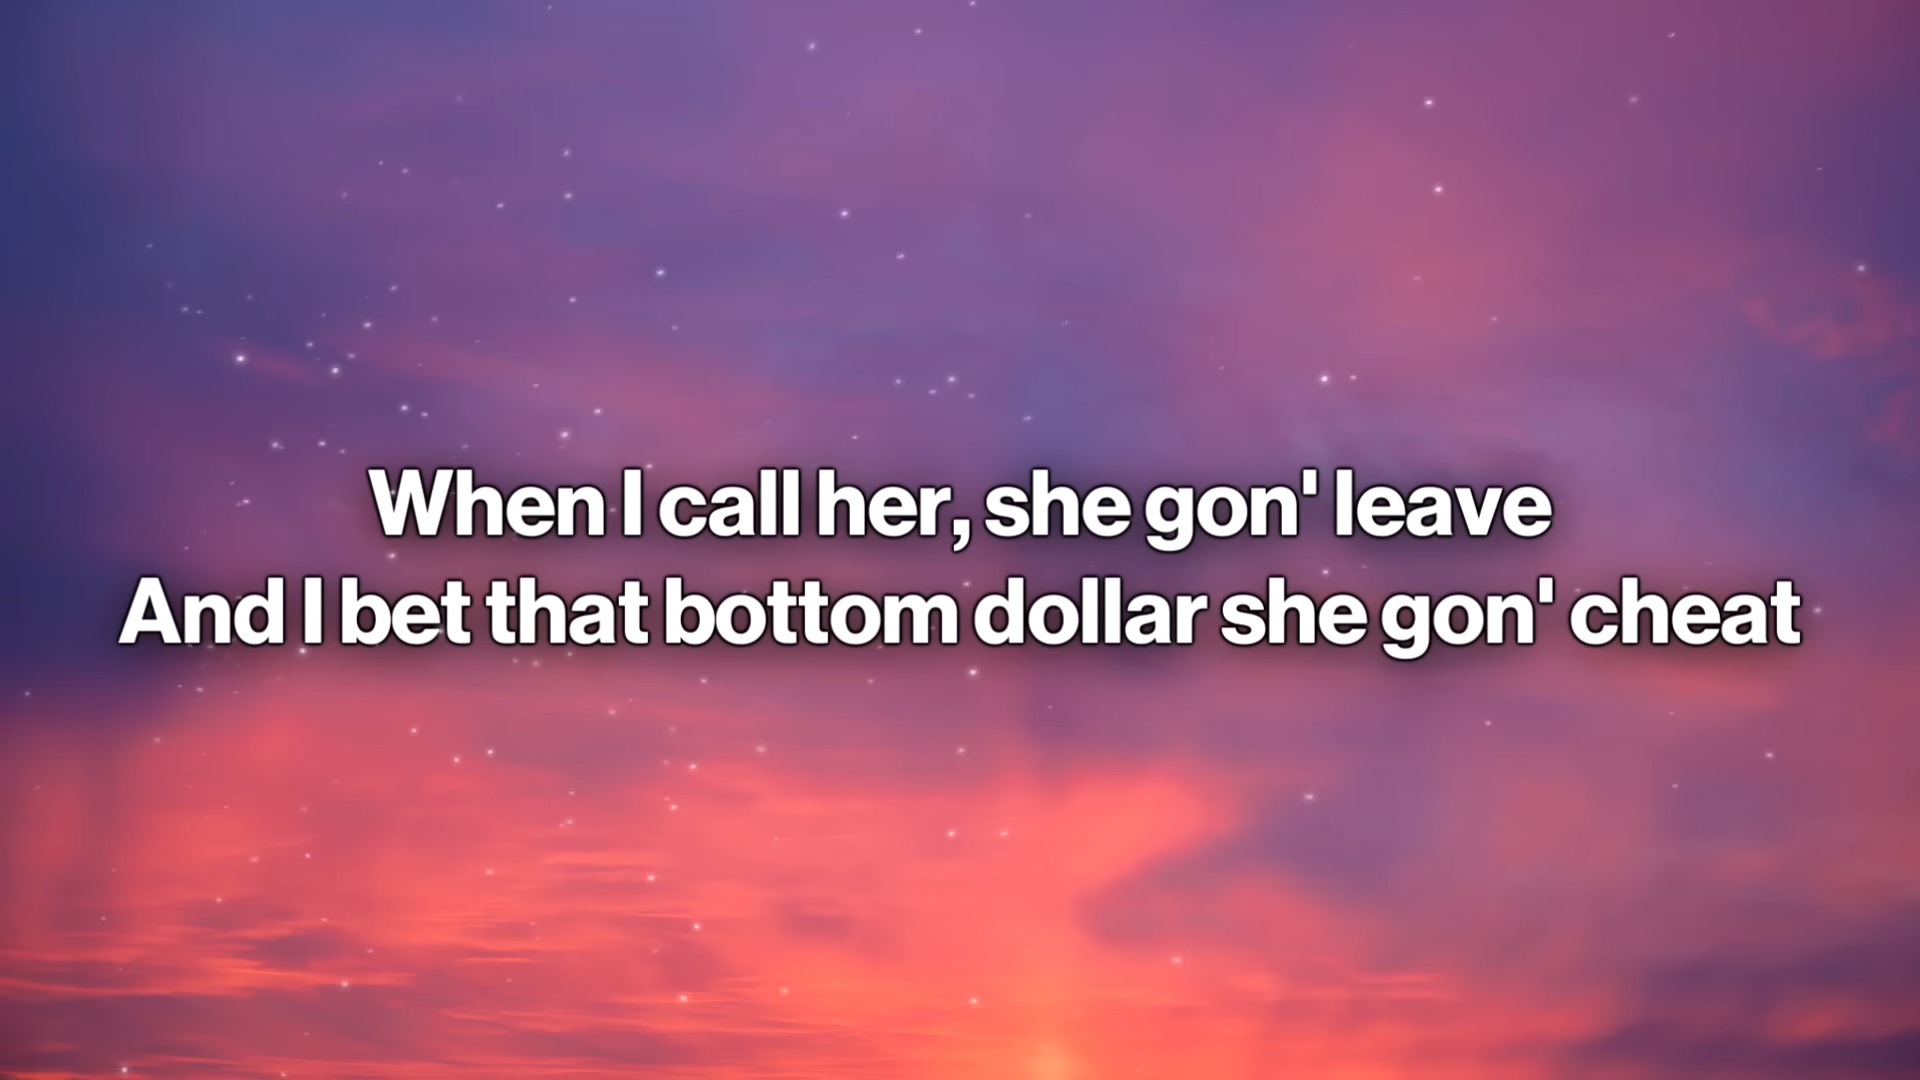 When I call her, she gon' leave
And I bet that bottom dollar she gon' cheat